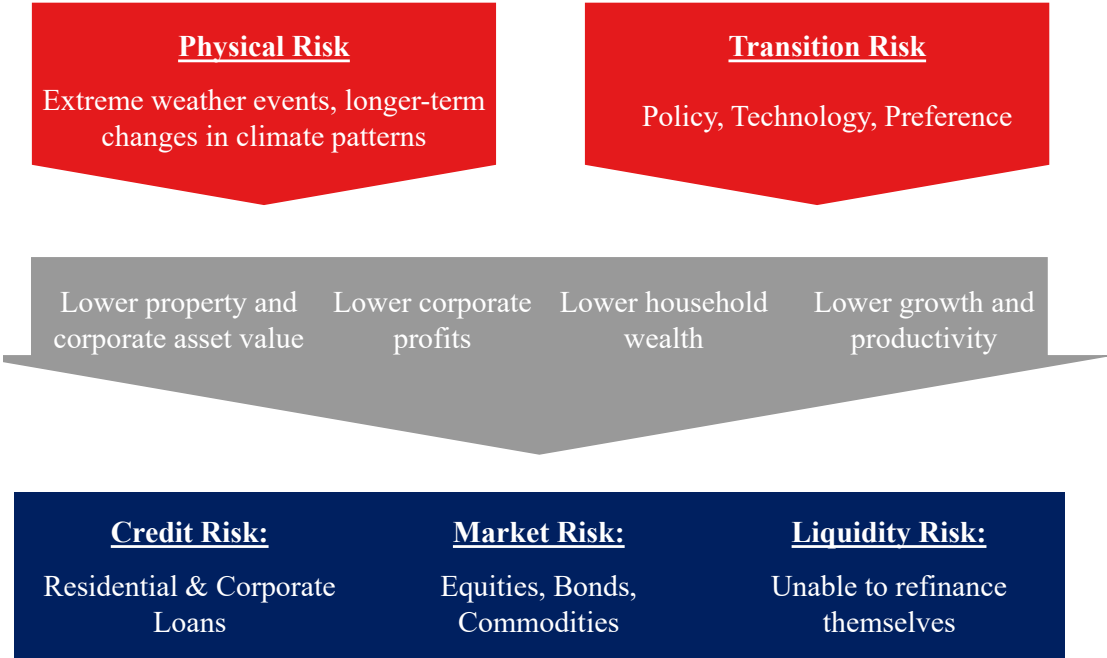 Physical Risk
Extreme weather events, longer-term
changes in climate patterns
Transition Risk
Policy, Technology, Preference
Lower property and
corporate asset value
Lower corporate
profits
Lower household
wealth
Lower growth and
productivity
Credit Risk:
Residential & Corporate
Loans
Market Risk:
Equities, Bonds,
Commodities
Liquidity Risk:
Unable to refinance
themselves